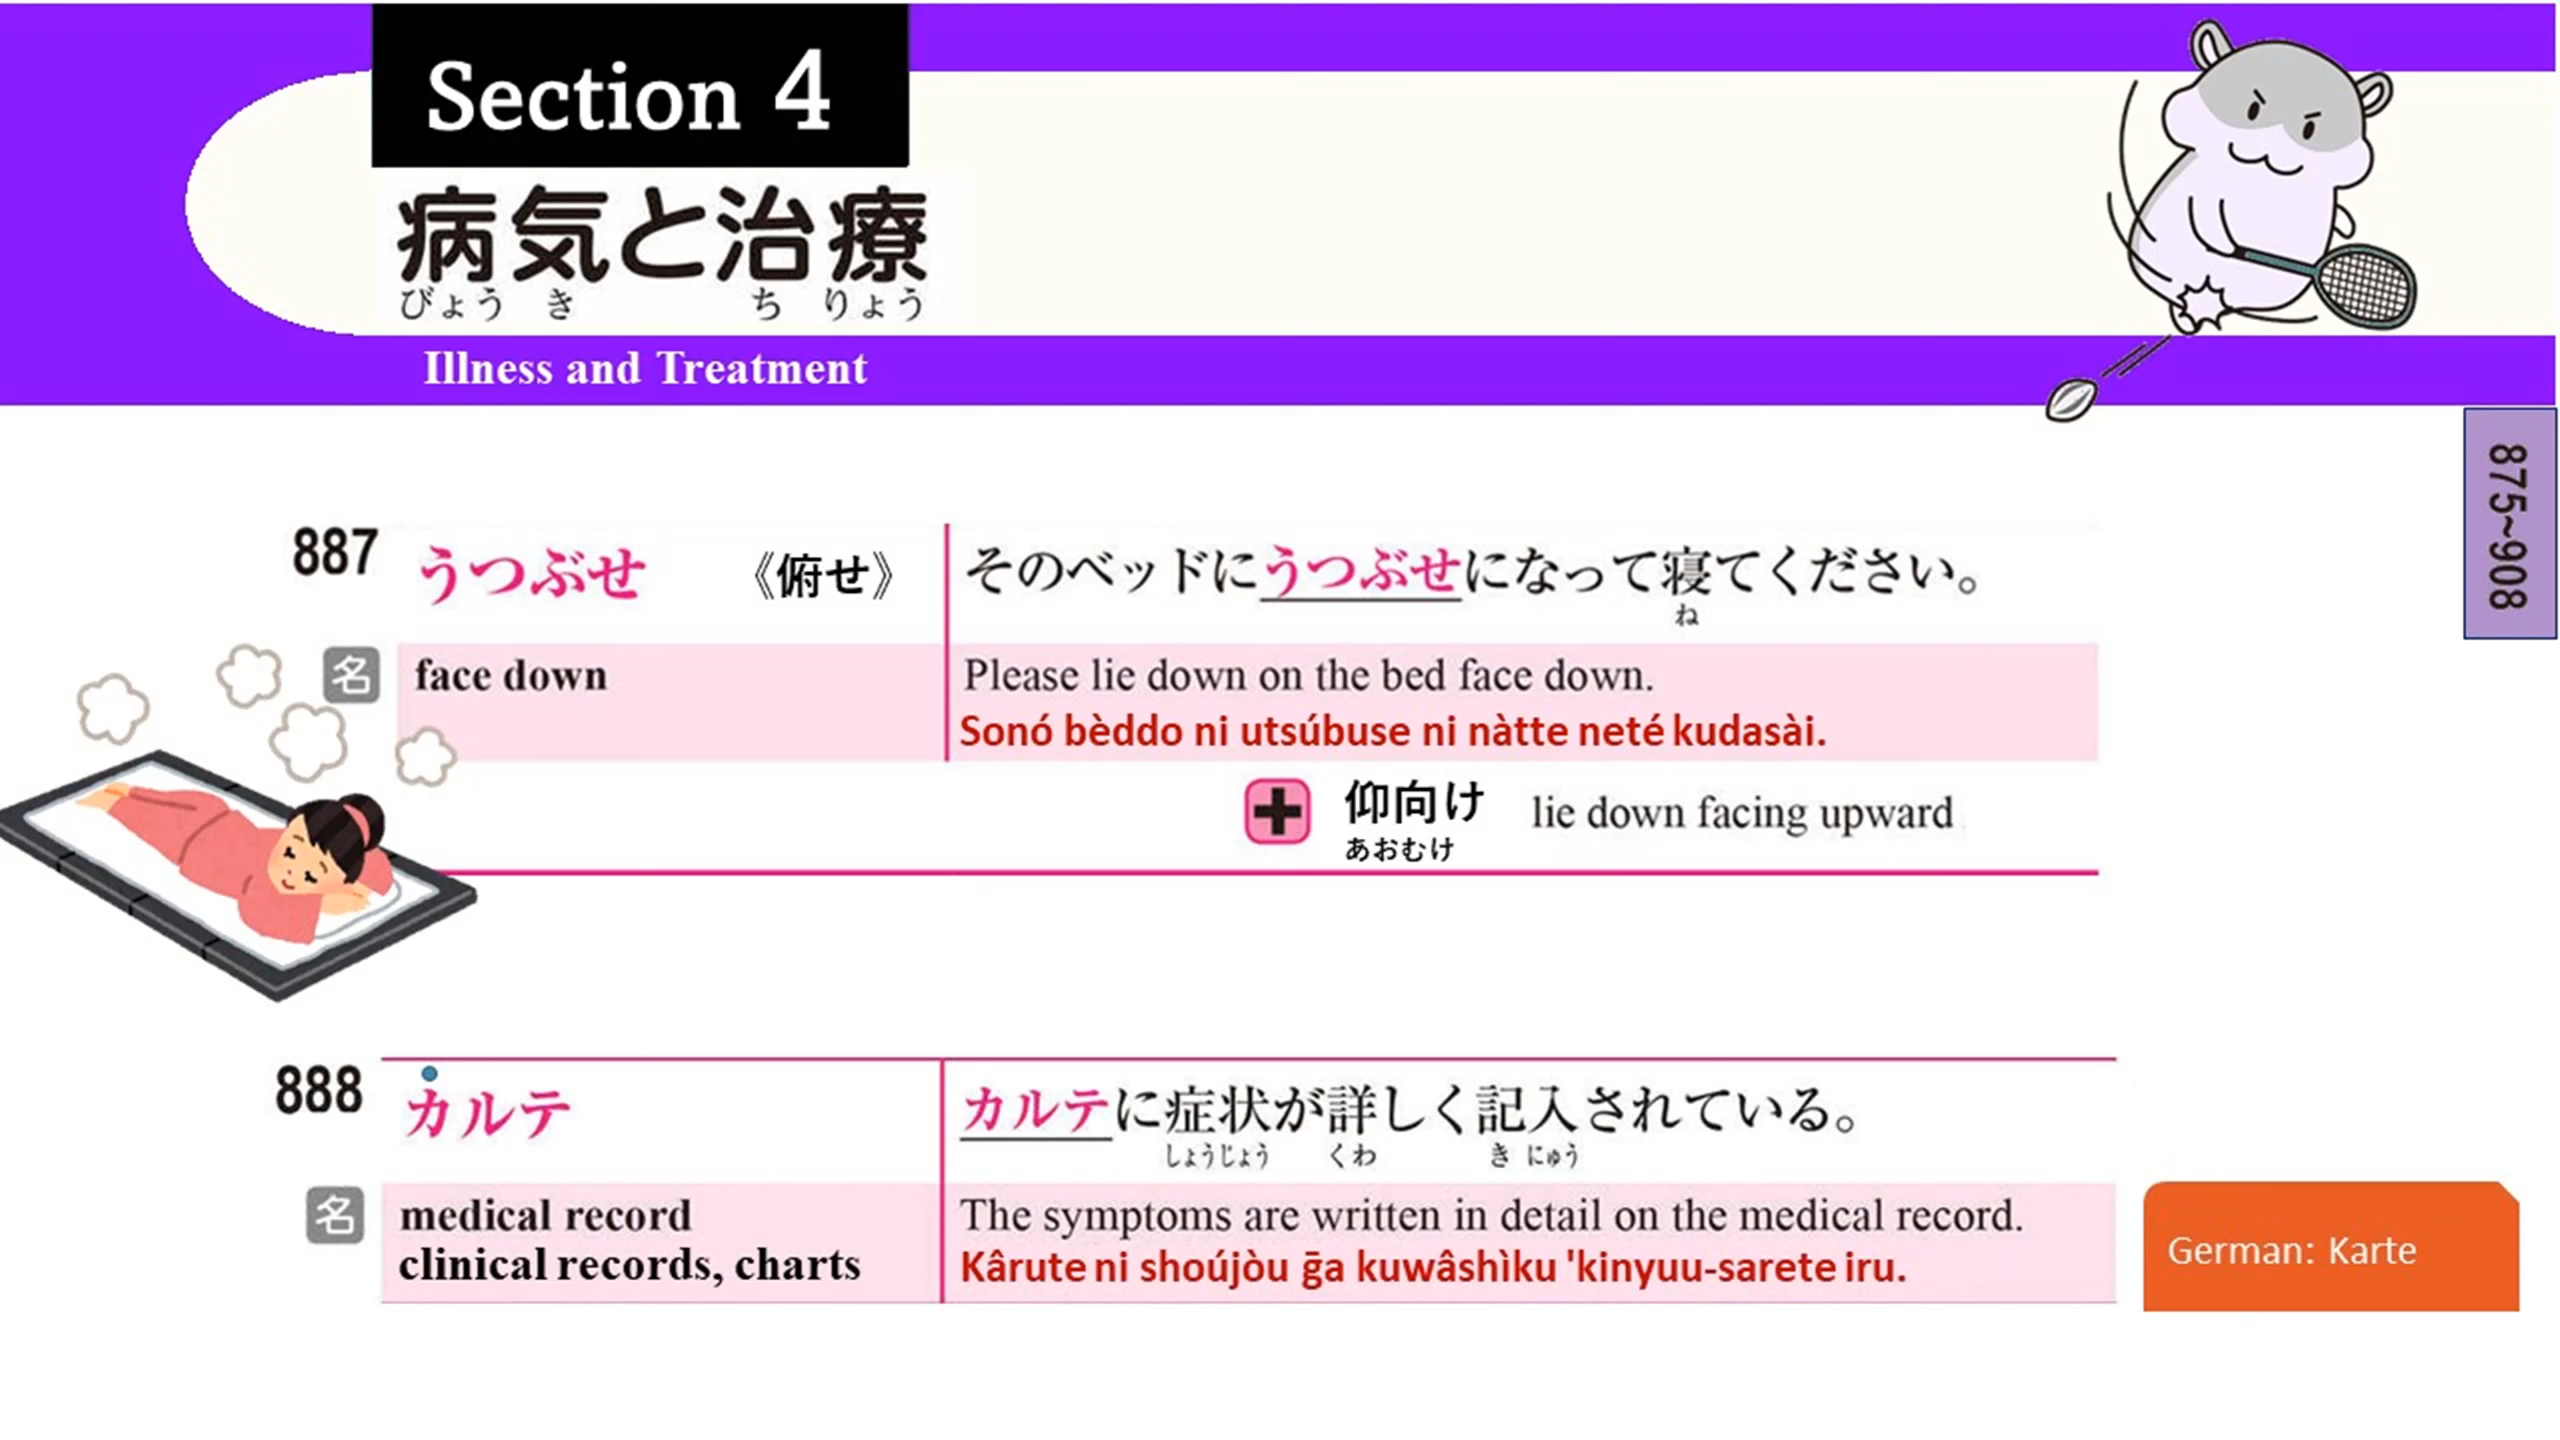 Section 4
病気と治療
びょう き ち りょう
Illness and Treatment
875~908
887 うつぶせ 《俯せ》 そのベッドにうつぶせになって寝てください。
ね
名 face down Please lie down on the bed face down.
Sonó bèddo ni utsúbuse ni nàtte neté kudasài.
仰向け lie down facing upward
あおむけ
888 カルテ カルテに症状が詳しく記入されている。
しょうじょう くわ き にゅう
名 medical record The symptoms are written in detail on the medical record.
clinical records, charts Kârute ni shoújòu ḡa kuwâshìku 'kinyuu-sarete iru.
German: Karte